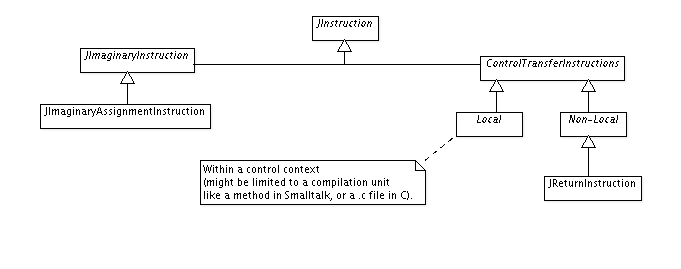 JInstruction
JImaginaryInstruction
ControlTransferInstructions
JImaginaryAssignmentInstruction
Local
Non-Local
Within a control context
(might be limited to a compilation unit
like a method in Smalltalk, or a .c file in C).
JReturnInstruction